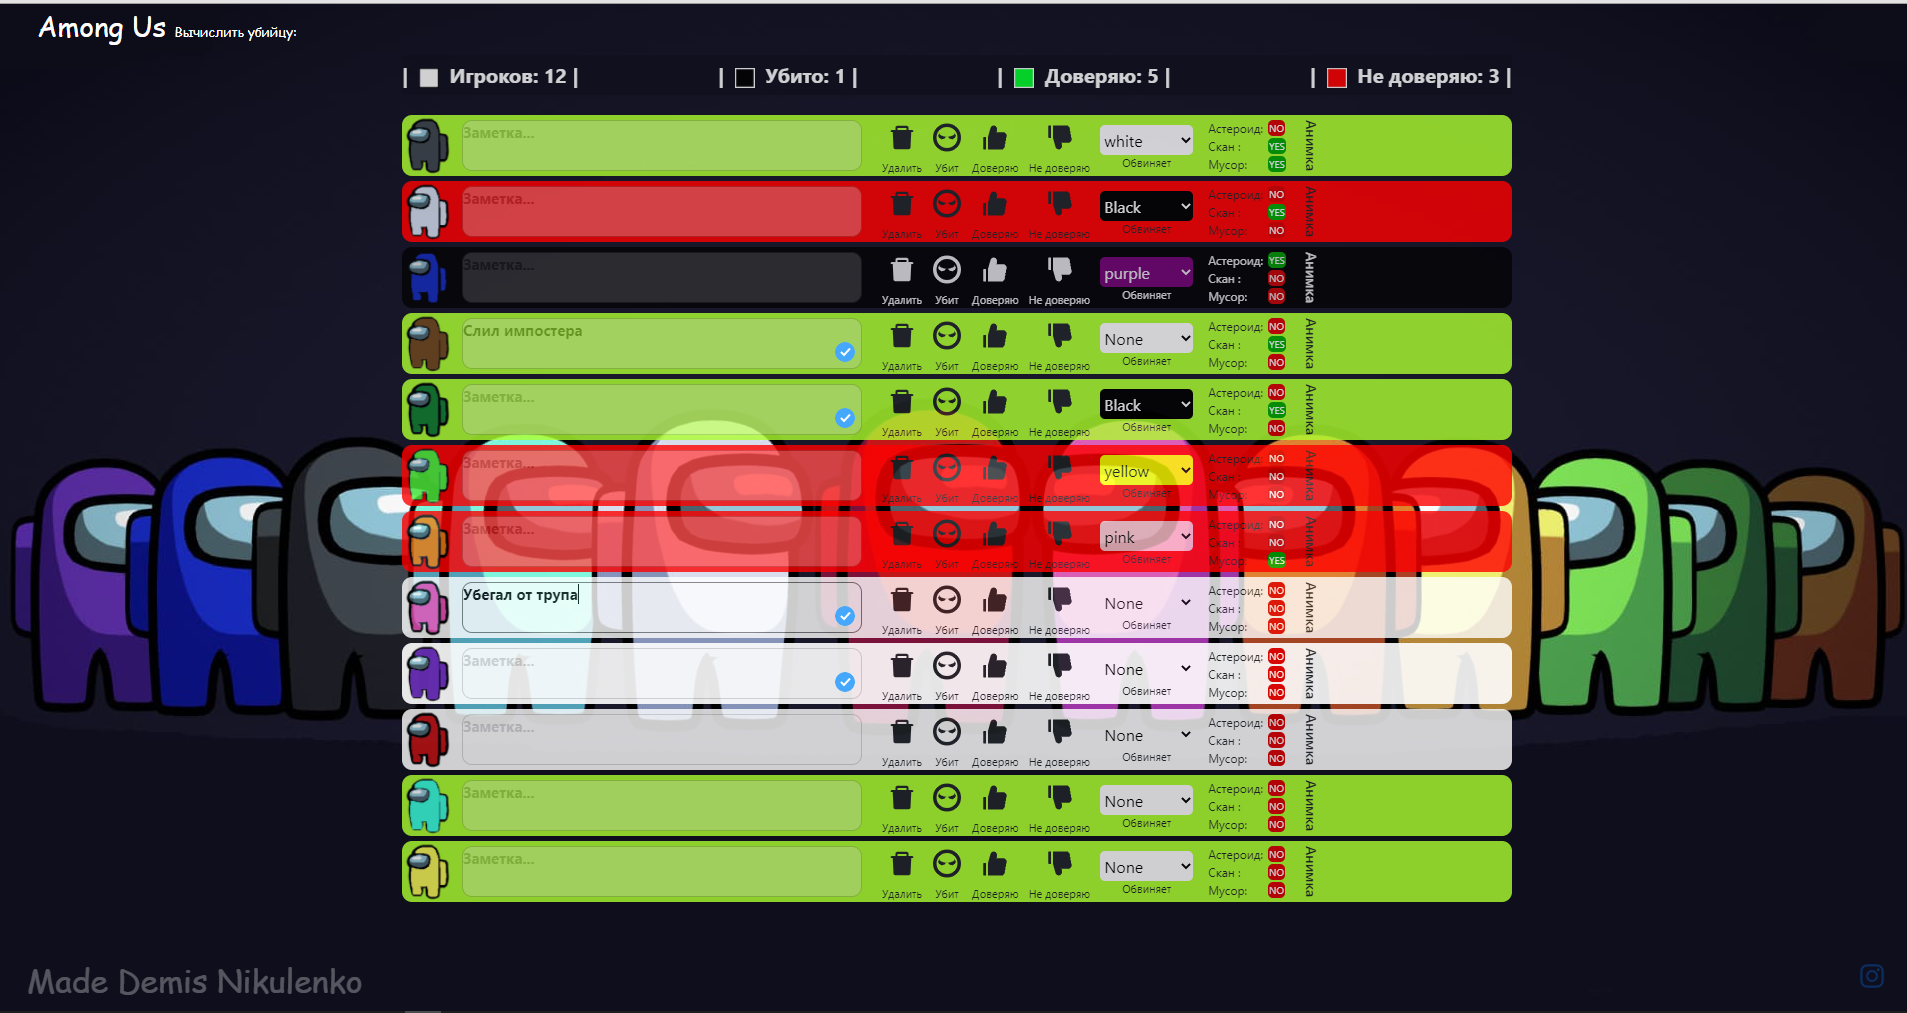 Among Us Вычислить убийцу:
| Игроков: 12 | | Убито: 1 | | Доверяю: 5 | | Не доверяю: 3 |
Заметка... white Астероид: NO Анимка
Скан : YES
Удалить Убит Доверяю Не доверяю Обвиняет Мусор: YES
Заметка... Black Астероид: NO Анимка
Скан : YES
Удалить Убит Доверяю Не доверяю Обвиняет Мусор: NO
Заметка... purple Астероид: YES Анимка
Скан : NO
Удалить Убит Доверяю Не доверяю Обвиняет Мусор: NO
Слил импостера None Астероид: NO Анимка
Скан : YES
Удалить Убит Доверяю Не доверяю Обвиняет Мусор: NO
Заметка... Black Астероид: NO Анимка
Скан : YES
Удалить Убит Доверяю Не доверяю Обвиняет Мусор: NO
Заметка... yellow Астероид: NO Анимка
Скан : NO
Удалить Убит Доверяю Не доверяю Обвиняет Мусор: NO
Заметка... pink Астероид: NO Анимка
Скан : NO
Удалить Убит Доверяю Не доверяю Обвиняет Мусор: YES
Убегал от трупа None Астероид: NO Анимка
Скан : NO
Удалить Убит Доверяю Не доверяю Обвиняет Мусор: NO
Заметка... None Астероид: NO Анимка
Скан : NO
Удалить Убит Доверяю Не доверяю Обвиняет Мусор: NO
Заметка... None Астероид: NO Анимка
Скан : NO
Удалить Убит Доверяю Не доверяю Обвиняет Мусор: NO
Заметка... None Астероид: NO Анимка
Скан : NO
Удалить Убит Доверяю Не доверяю Обвиняет Мусор: NO
Заметка... None Астероид: NO Анимка
Скан : NO
Удалить Убит Доверяю Не доверяю Обвиняет Мусор: NO
Made Demis Nikulenko